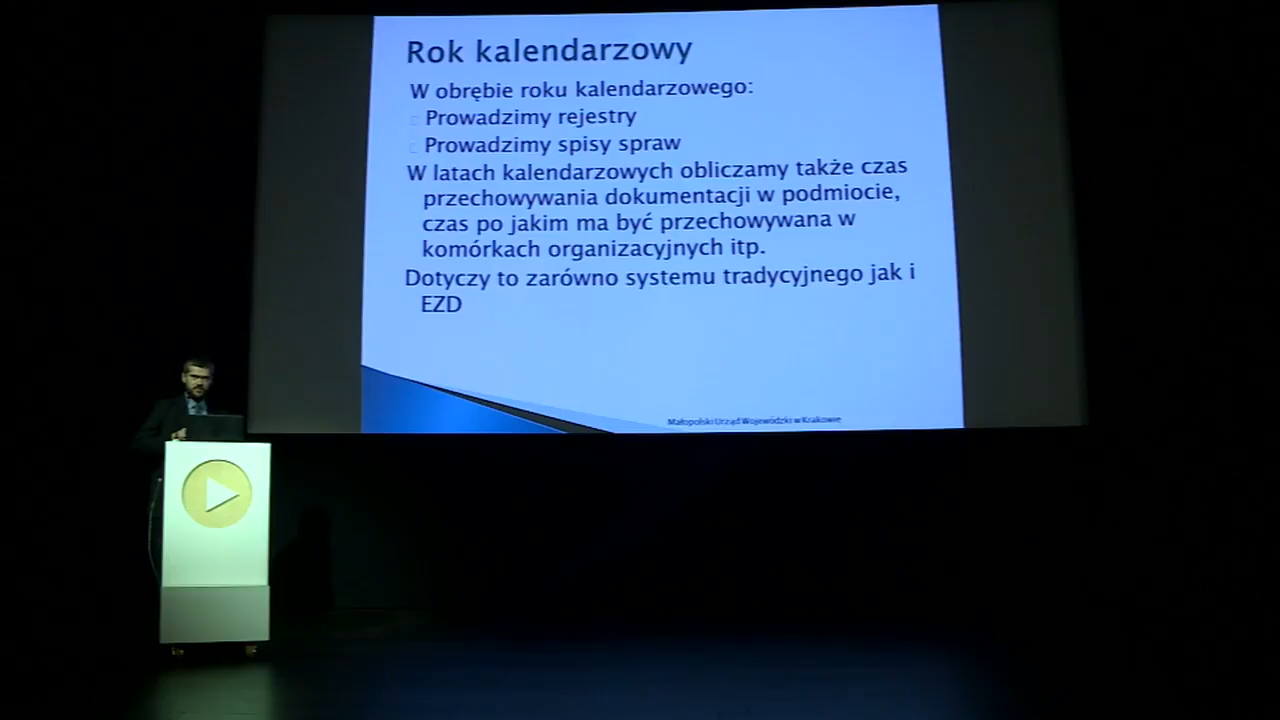 Rok kalendarzowy
W obrębie roku kalendarzowego:
Prowadzimy rejestry
Prowadzimy spisy spraw
W latach kalendarzowych obliczamy także czas
przechowywania dokumentacji w podmiocie,
czas po jakim ma być przechowywana w
komórkach organizacyjnych itp.
Dotyczy to zarówno systemu tradycyjnego jak i
EZD
Małopolski Urząd Wojewódzki w Krakowie